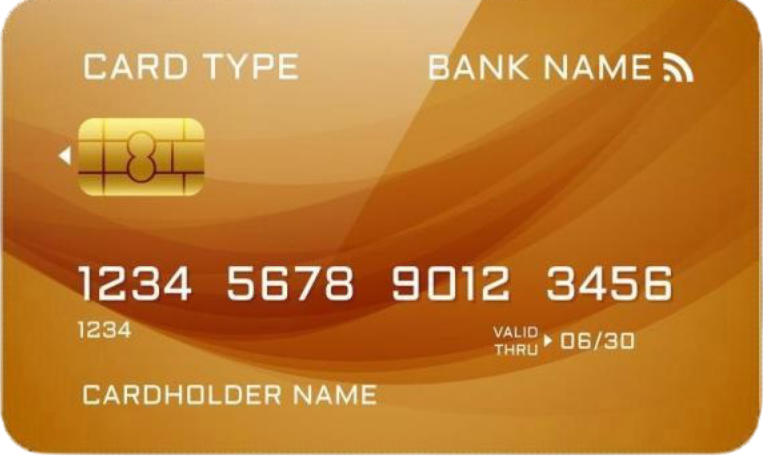 CARD TYPE BANK NAME
1234 5678 9012 3456
1234
VALID
THRU 06/30
CARDHOLDER NAME